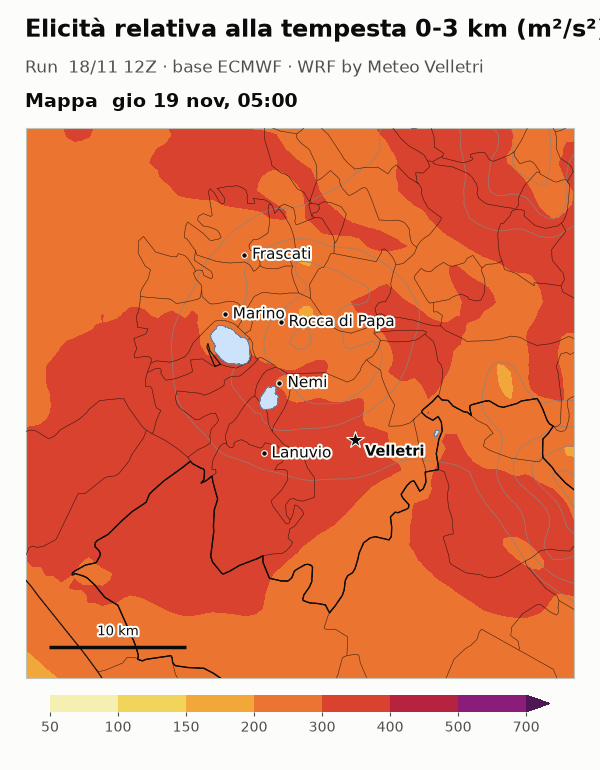 Elicità relativa alla tempesta 0-3 km (m²/s²)
Run  18/11 12Z · base ECMWF · WRF by Meteo Velletri
Mappa  gio 19 nov, 05:00
Frascati
Marino
Rocca di Papa
Nemi
Velletri
Lanuvio
10 km
50 100 150 200 300 400 500 700